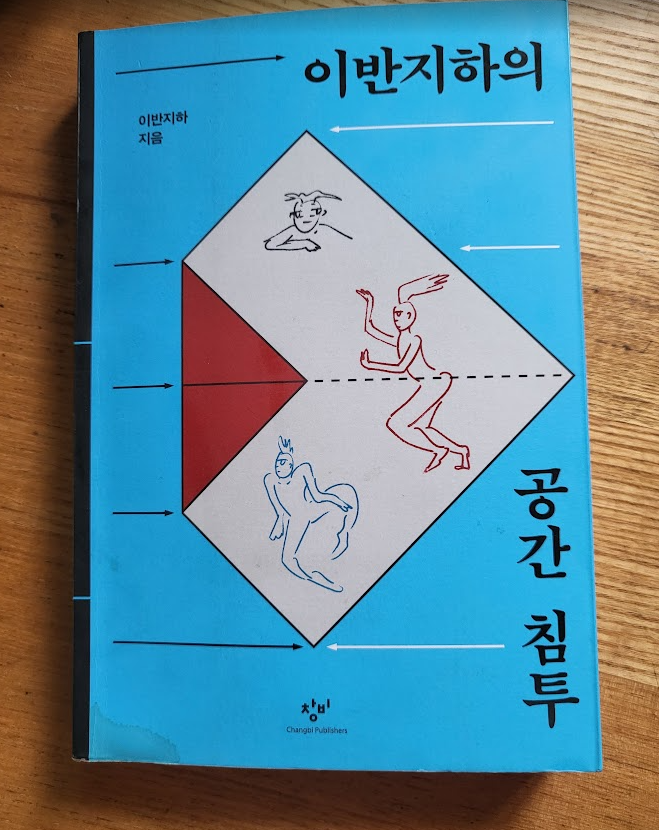 이반지하의
이반지하
지음
공간 침투
창비
Changbi Publishers